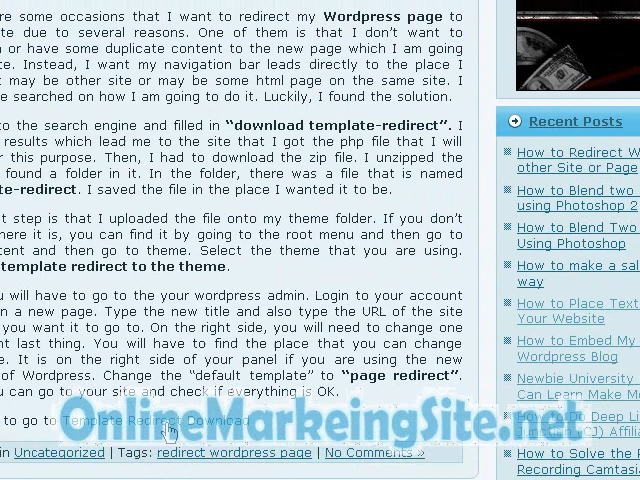 re some occasions that I want to redirect my Wordpress page to
te due to several reasons. One of them is that I don't want to
or have some duplicate content to the new page which I am going
te. Instead, I want my navigation bar leads directly to the place I
t may be other site or may be some html page on the same site. I
e searched on how I am going to do it. Luckily, I found the solution.
to the search engine and filled in "download template-redirect". I
results which lead me to the site that I got the php file that I will
r this purpose. Then, I had to download the zip file. I unzipped the
found a folder in it. In the folder, there was a file that is named
te-redirect. I saved the file in the place I wanted it to be.
t step is that I uploaded the file onto my theme folder. If you don't
here it is, you can find it by going to the root menu and then go to
tent and then go to theme. Select the theme that you are using.
template redirect to the theme.
u will have to go to the your wordpress admin. Login to your account
n a new page. Type the new title and also type the URL of the site
you want it to go to. On the right side, you will need to change one
nt last thing. You will have to find the place that you can change
e. It is on the right side of your panel if you are using the new
of Wordpress. Change the "default template" to "page redirect".
u can go to your site and check if everything is OK.
to go to Template Redirect Download
in Uncategorized | Tags: redirect wordpress page | No Comments »
Recent Posts
How to Redirect W
other Site or Page
How to Blend two
using Photoshop 2
How to Blend Two
Using Photoshop
How to make a sal
way
How to Place Text
Your Website
How to Embed My
Wordpress Blog
Newbie University
Can Learn Make Mo
How to Do Deep Li
Junction (CJ) Affilia
How to Solve the P
Recording Camtasia
OnlineMarkeingSite.net